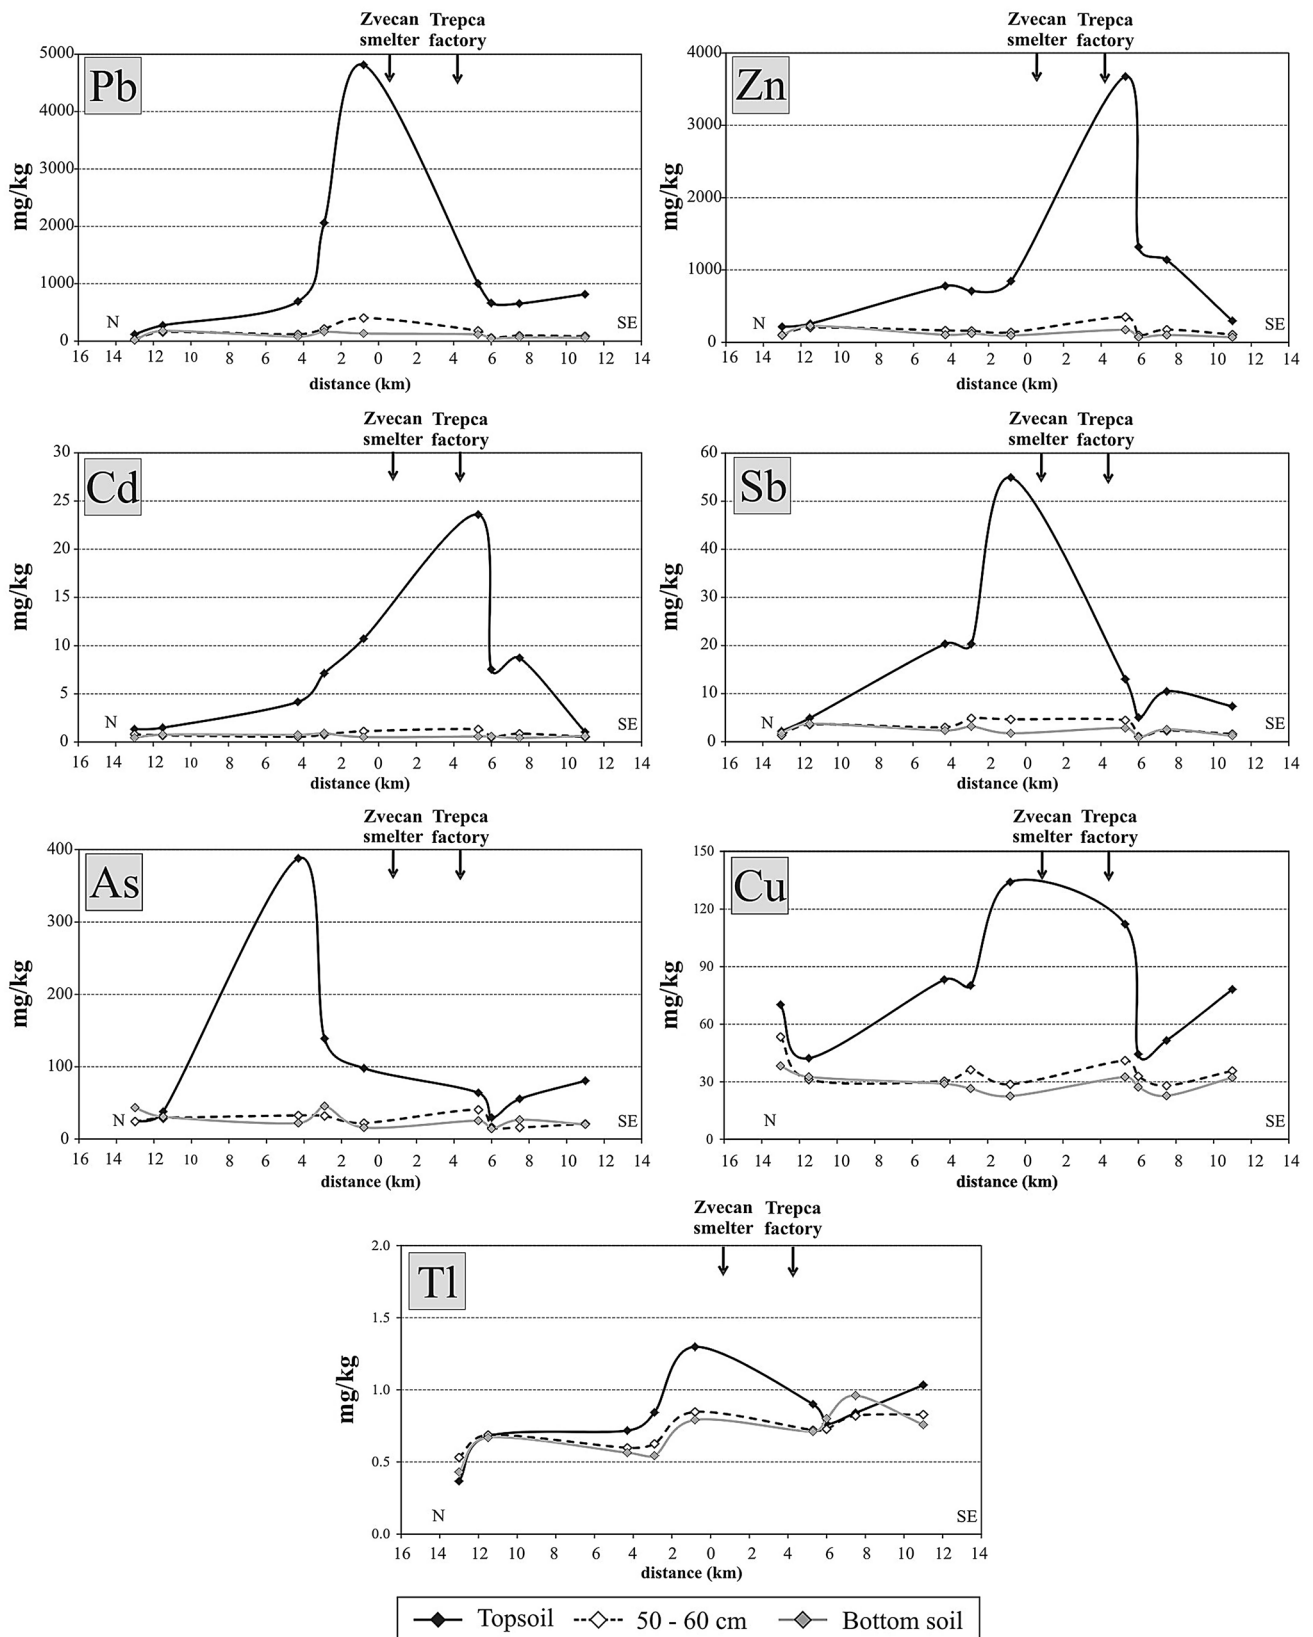 Zvecan Trepca
smelter factory
5000
4000
3000
2000
1000
0
Pb
mg/kg
N
SE
16 14 12 10 8 6 4 2 0 2 4 6 8 10 12 14
distance (km)
Zvecan Trepca
smelter factory
4000
3000
2000
1000
0
Zn
mg/kg
N
SE
16 14 12 10 8 6 4 2 0 2 4 6 8 10 12 14
distance (km)
Zvecan Trepca
smelter factory
30
25
20
15
10
5
0
Cd
mg/kg
N
SE
16 14 12 10 8 6 4 2 0 2 4 6 8 10 12 14
distance (km)
Zvecan Trepca
smelter factory
60
50
40
30
20
10
0
Sb
mg/kg
N
SE
16 14 12 10 8 6 4 2 0 2 4 6 8 10 12 14
distance (km)
Zvecan Trepca
smelter factory
400
300
200
100
0
As
mg/kg
N
SE
16 14 12 10 8 6 4 2 0 2 4 6 8 10 12 14
distance (km)
Zvecan Trepca
smelter factory
150
120
90
60
30
0
Cu
mg/kg
N
SE
16 14 12 10 8 6 4 2 0 2 4 6 8 10 12 14
distance (km)
Zvecan Trepca
smelter factory
2.0
1.5
1.0
0.5
0.0
Tl
mg/kg
N
SE
16 14 12 10 8 6 4 2 0 2 4 6 8 10 12 14
distance (km)
Topsoil 50 - 60 cm Bottom soil